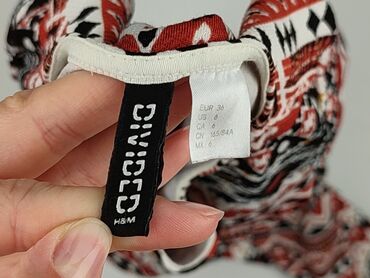 DIVIDED
H&M
EUR 36
US 6
CA 6
CN 165/84A
MX 6